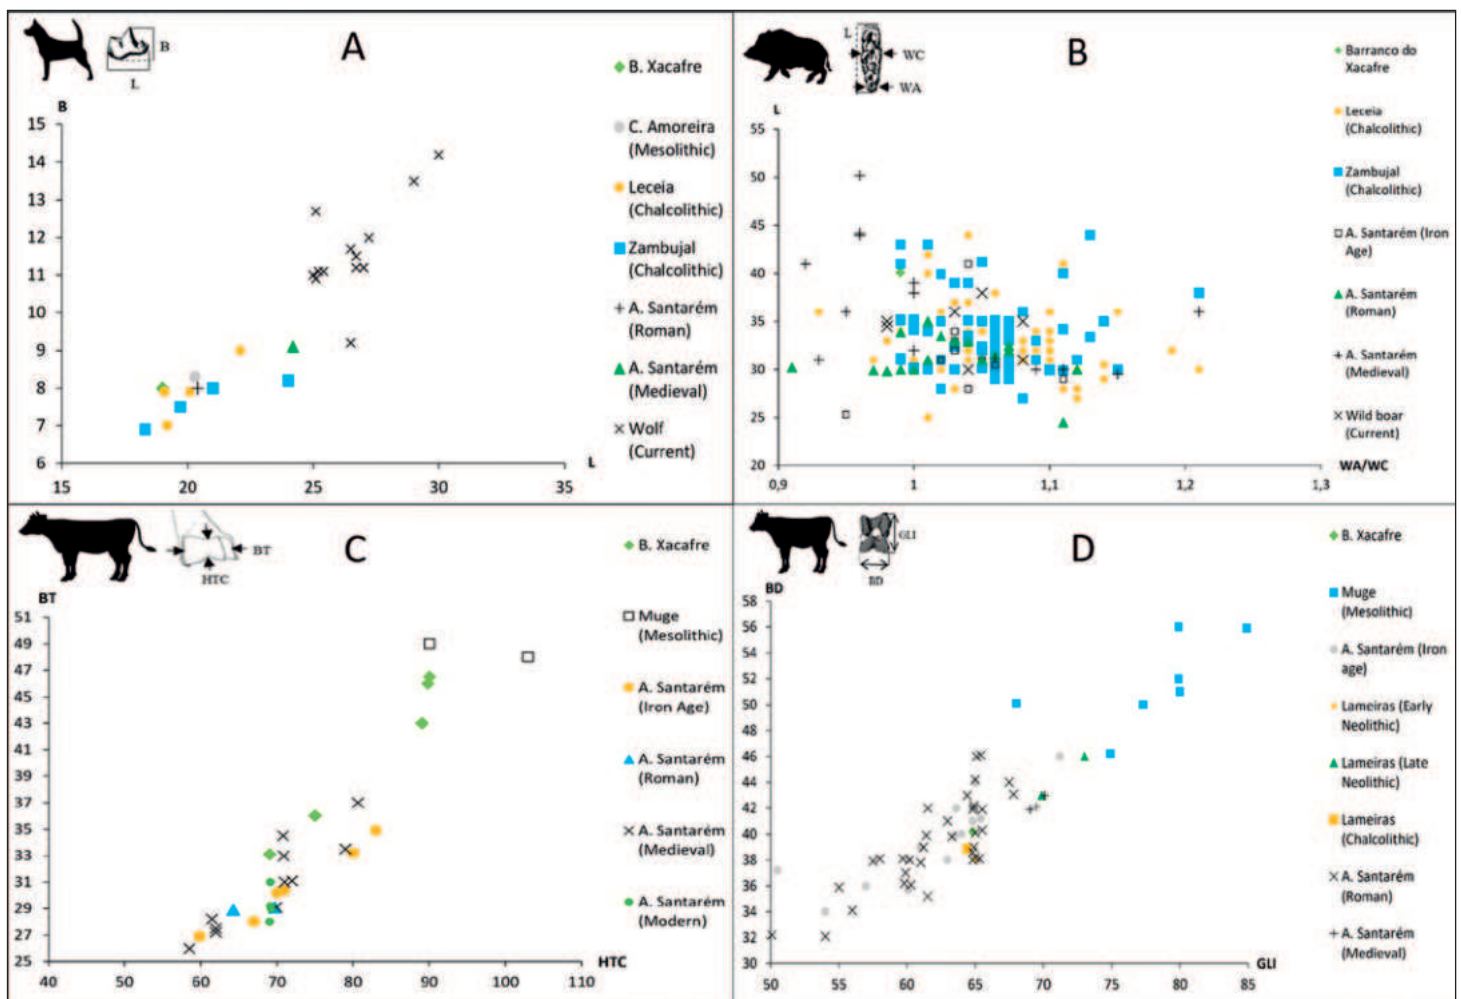 A
B
L
B
15
14
13
12
11
10
9
8
7
6
15
20
25
30
35
L
B. Xacafre
C. Amoreira
(Mesolithic)
Leceia
(Chalcolithic)
Zambujal
(Chalcolithic)
A. Santarém
(Roman)
A. Santarém
(Medieval)
Wolf
(Current)
B
L
WC
WA
L
55
50
45
40
35
30
25
20
0,9
1
1,1
1,2
1,3
WA/WC
Barranco do
Xacafre
Leceia
(Chalcolithic)
Zambujal
(Chalcolithic)
A. Santarém (Iron
Age)
A. Santarém
(Roman)
A. Santarém
(Medieval)
Wild boar
(Current)
C
BT
HTC
BT
51
49
47
45
43
41
39
37
35
33
31
29
27
25
40
50
60
70
80
90
100
110
HTC
B. Xacafre
Muge
(Mesolithic)
A. Santarém
(Iron Age)
A. Santarém
(Roman)
A. Santarém
(Medieval)
A. Santarém
(Modern)
D
GLI
BD
BD
58
56
54
52
50
48
46
44
42
40
38
36
34
32
30
50
55
60
65
70
75
80
85
GLI
B. Xacafre
Muge
(Mesolithic)
A. Santarém (Iron
age)
Lameiras (Early
Neolithic)
Lameiras (Late
Neolithic)
Lameiras
(Chalcolithic)
A. Santarém
(Roman)
A. Santarém
(Medieval)